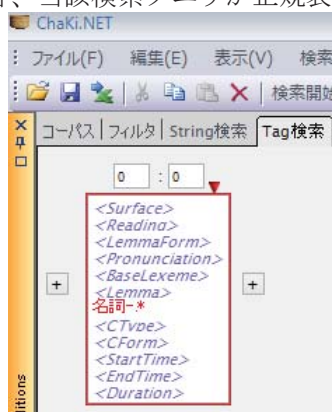 ChaKi.NET
ファイル(F) 編集(E) 表示(V) 検索
検索開始
コーパス フィルタ String検索 Tag検索
0 : 0
<Surface>
<Reading>
<LemmaForm>
<Pronunciation>
<BaseLexeme>
+ <Lemma> +
名詞-.*
<CType>
<CForm>
<StartTime>
<EndTime>
<Duration>